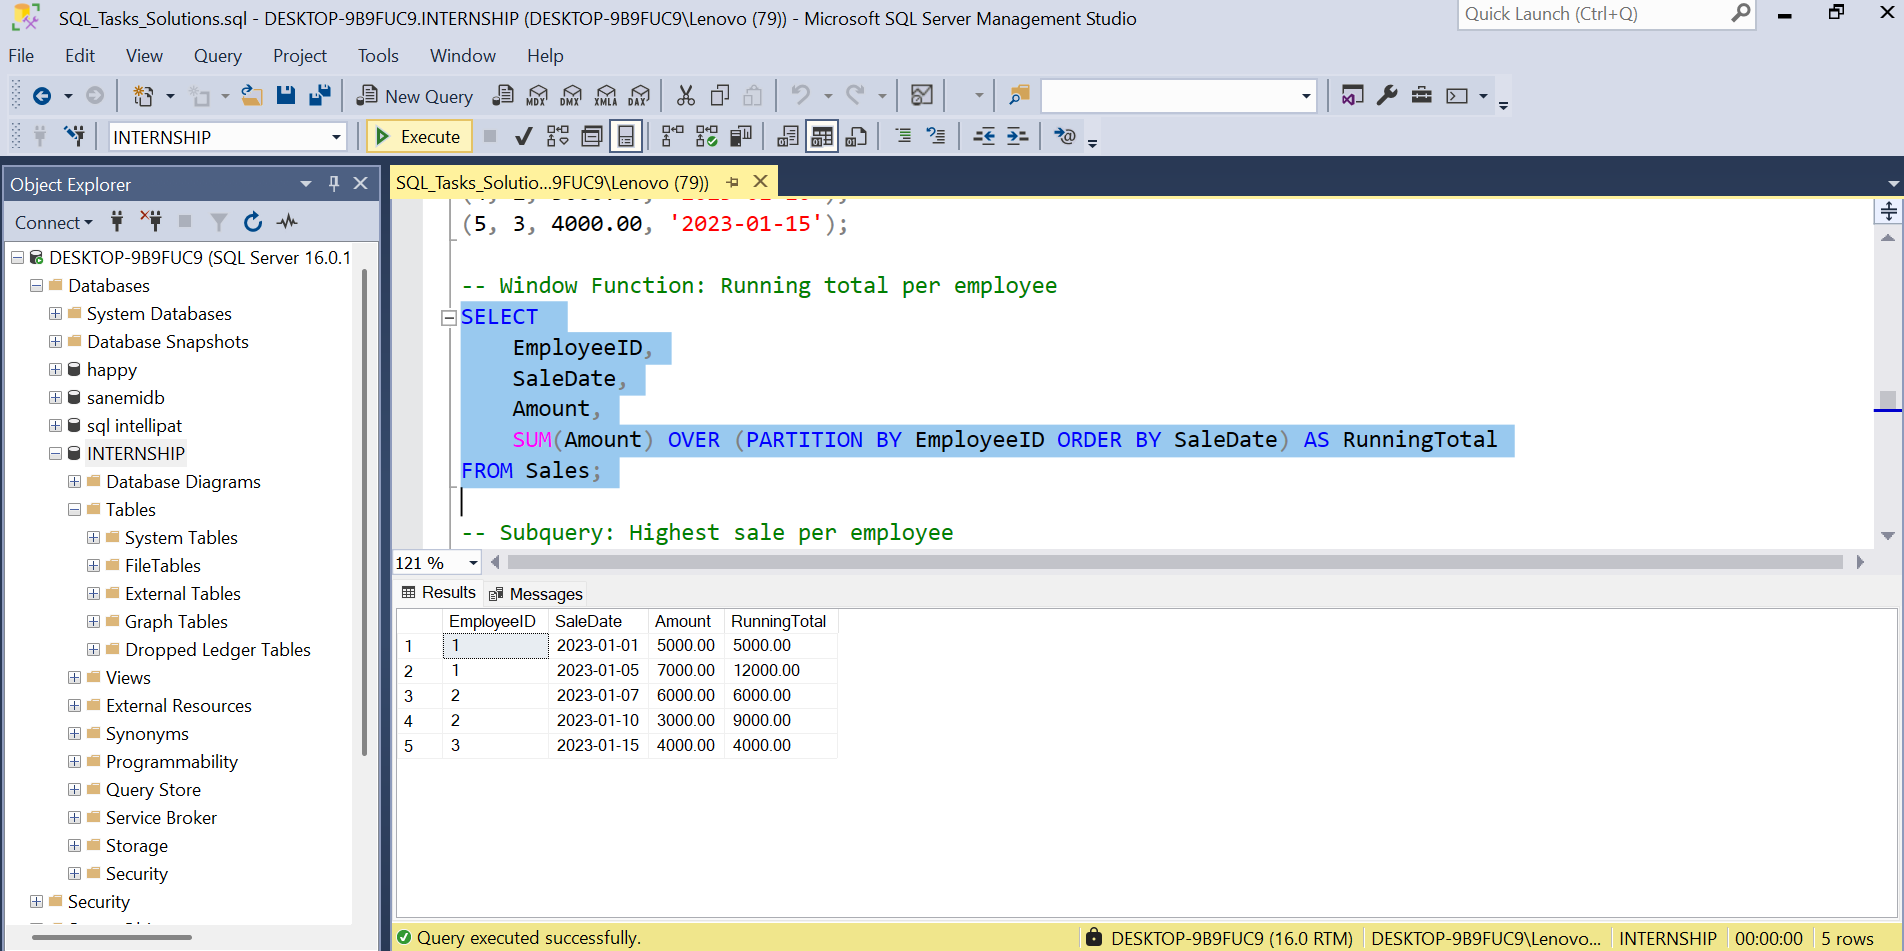 SQL_Tasks_Solutions.sql - DESKTOP-9B9FUC9.INTERNSHIP (DESKTOP-9B9FUC9\Lenovo (79)) - Microsoft SQL Server Management Studio
Quick Launch (Ctrl+Q)
File Edit View Query Project Tools Window Help
New Query MDX DMX XMLA DAX
INTERNSHIP Execute
Object Explorer
Connect
DESKTOP-9B9FUC9 (SQL Server 16.0.1
Databases
System Databases
Database Snapshots
happy
sanemidb
sql intellipat
INTERNSHIP
Database Diagrams
Tables
System Tables
FileTables
External Tables
Graph Tables
Dropped Ledger Tables
Views
External Resources
Synonyms
Programmability
Query Store
Service Broker
Storage
Security
Security
SQL_Tasks_Solutio...9FUC9\Lenovo (79))
(5, 3, 4000.00, '2023-01-15');
-- Window Function: Running total per employee
SELECT
EmployeeID,
SaleDate,
Amount,
SUM(Amount) OVER (PARTITION BY EmployeeID ORDER BY SaleDate) AS RunningTotal
FROM Sales;
-- Subquery: Highest sale per employee
121 %
Results Messages
EmployeeID SaleDate Amount RunningTotal
1 1 2023-01-01 5000.00 5000.00
2 1 2023-01-05 7000.00 12000.00
3 2 2023-01-07 6000.00 6000.00
4 2 2023-01-10 3000.00 9000.00
5 3 2023-01-15 4000.00 4000.00
Query executed successfully. DESKTOP-9B9FUC9 (16.0 RTM) DESKTOP-9B9FUC9\Lenovo... INTERNSHIP 00:00:00 5 rows